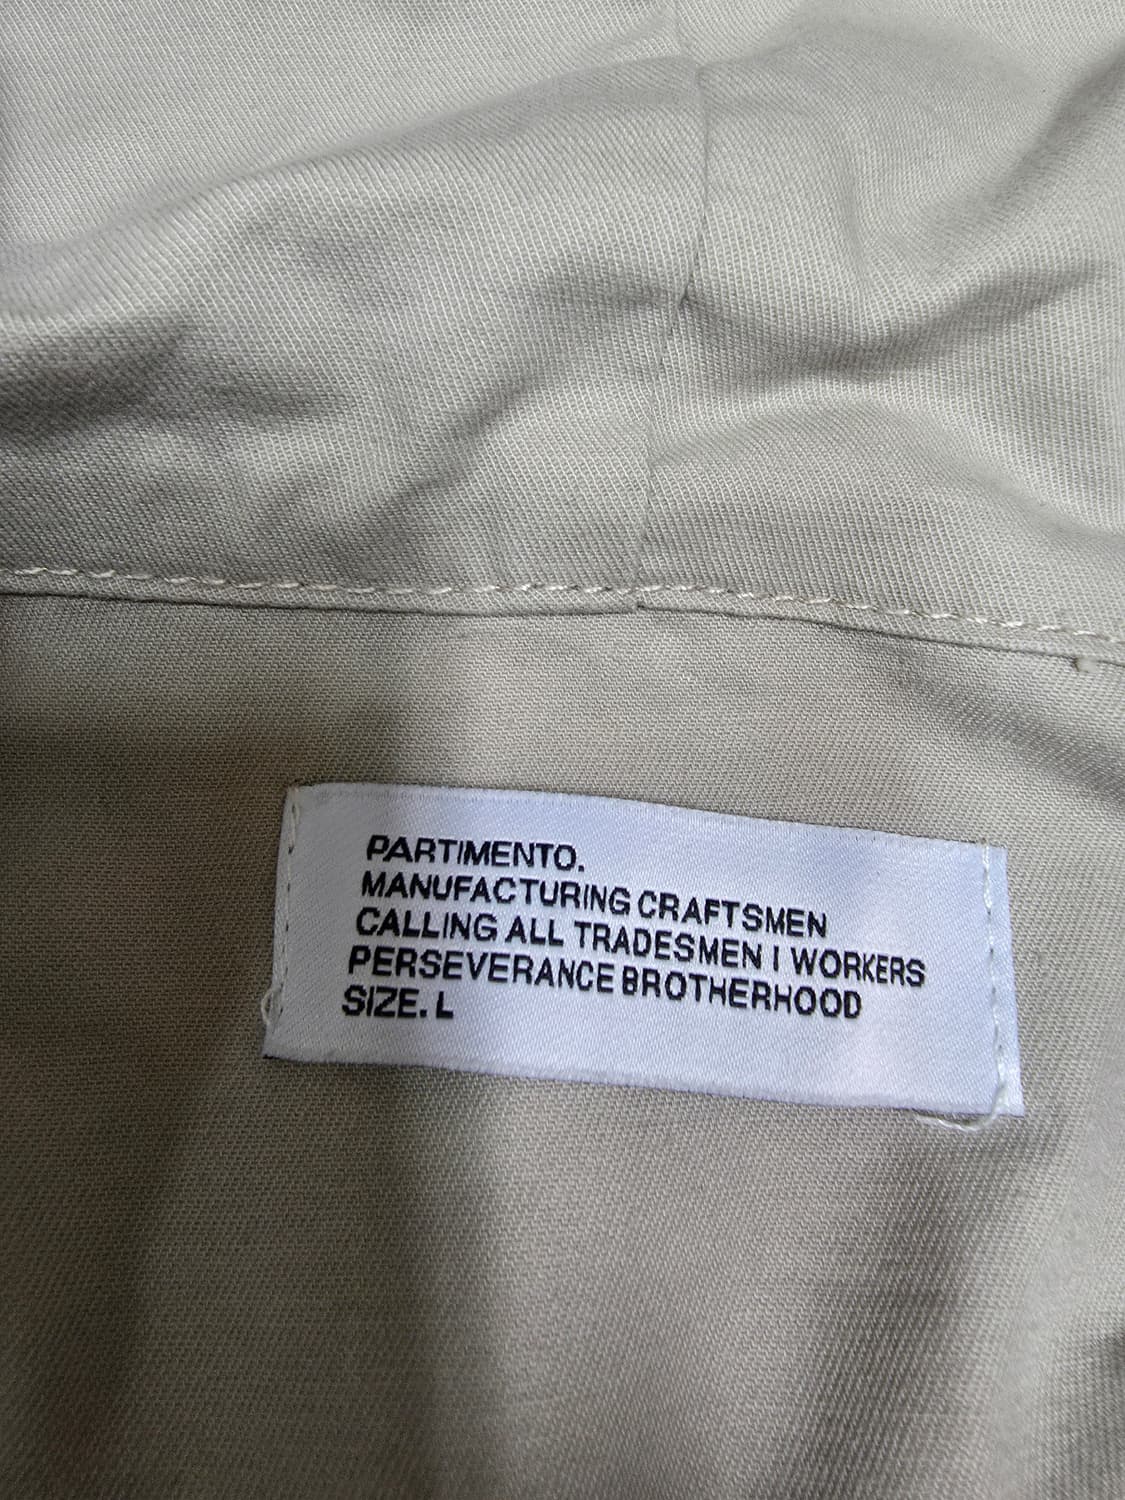 PARTIMENTO.
MANUFACTURING CRAFTSMEN
CALLING ALL TRADESMEN I WORKERS
PERSEVERANCE BROTHERHOOD
SIZE. L